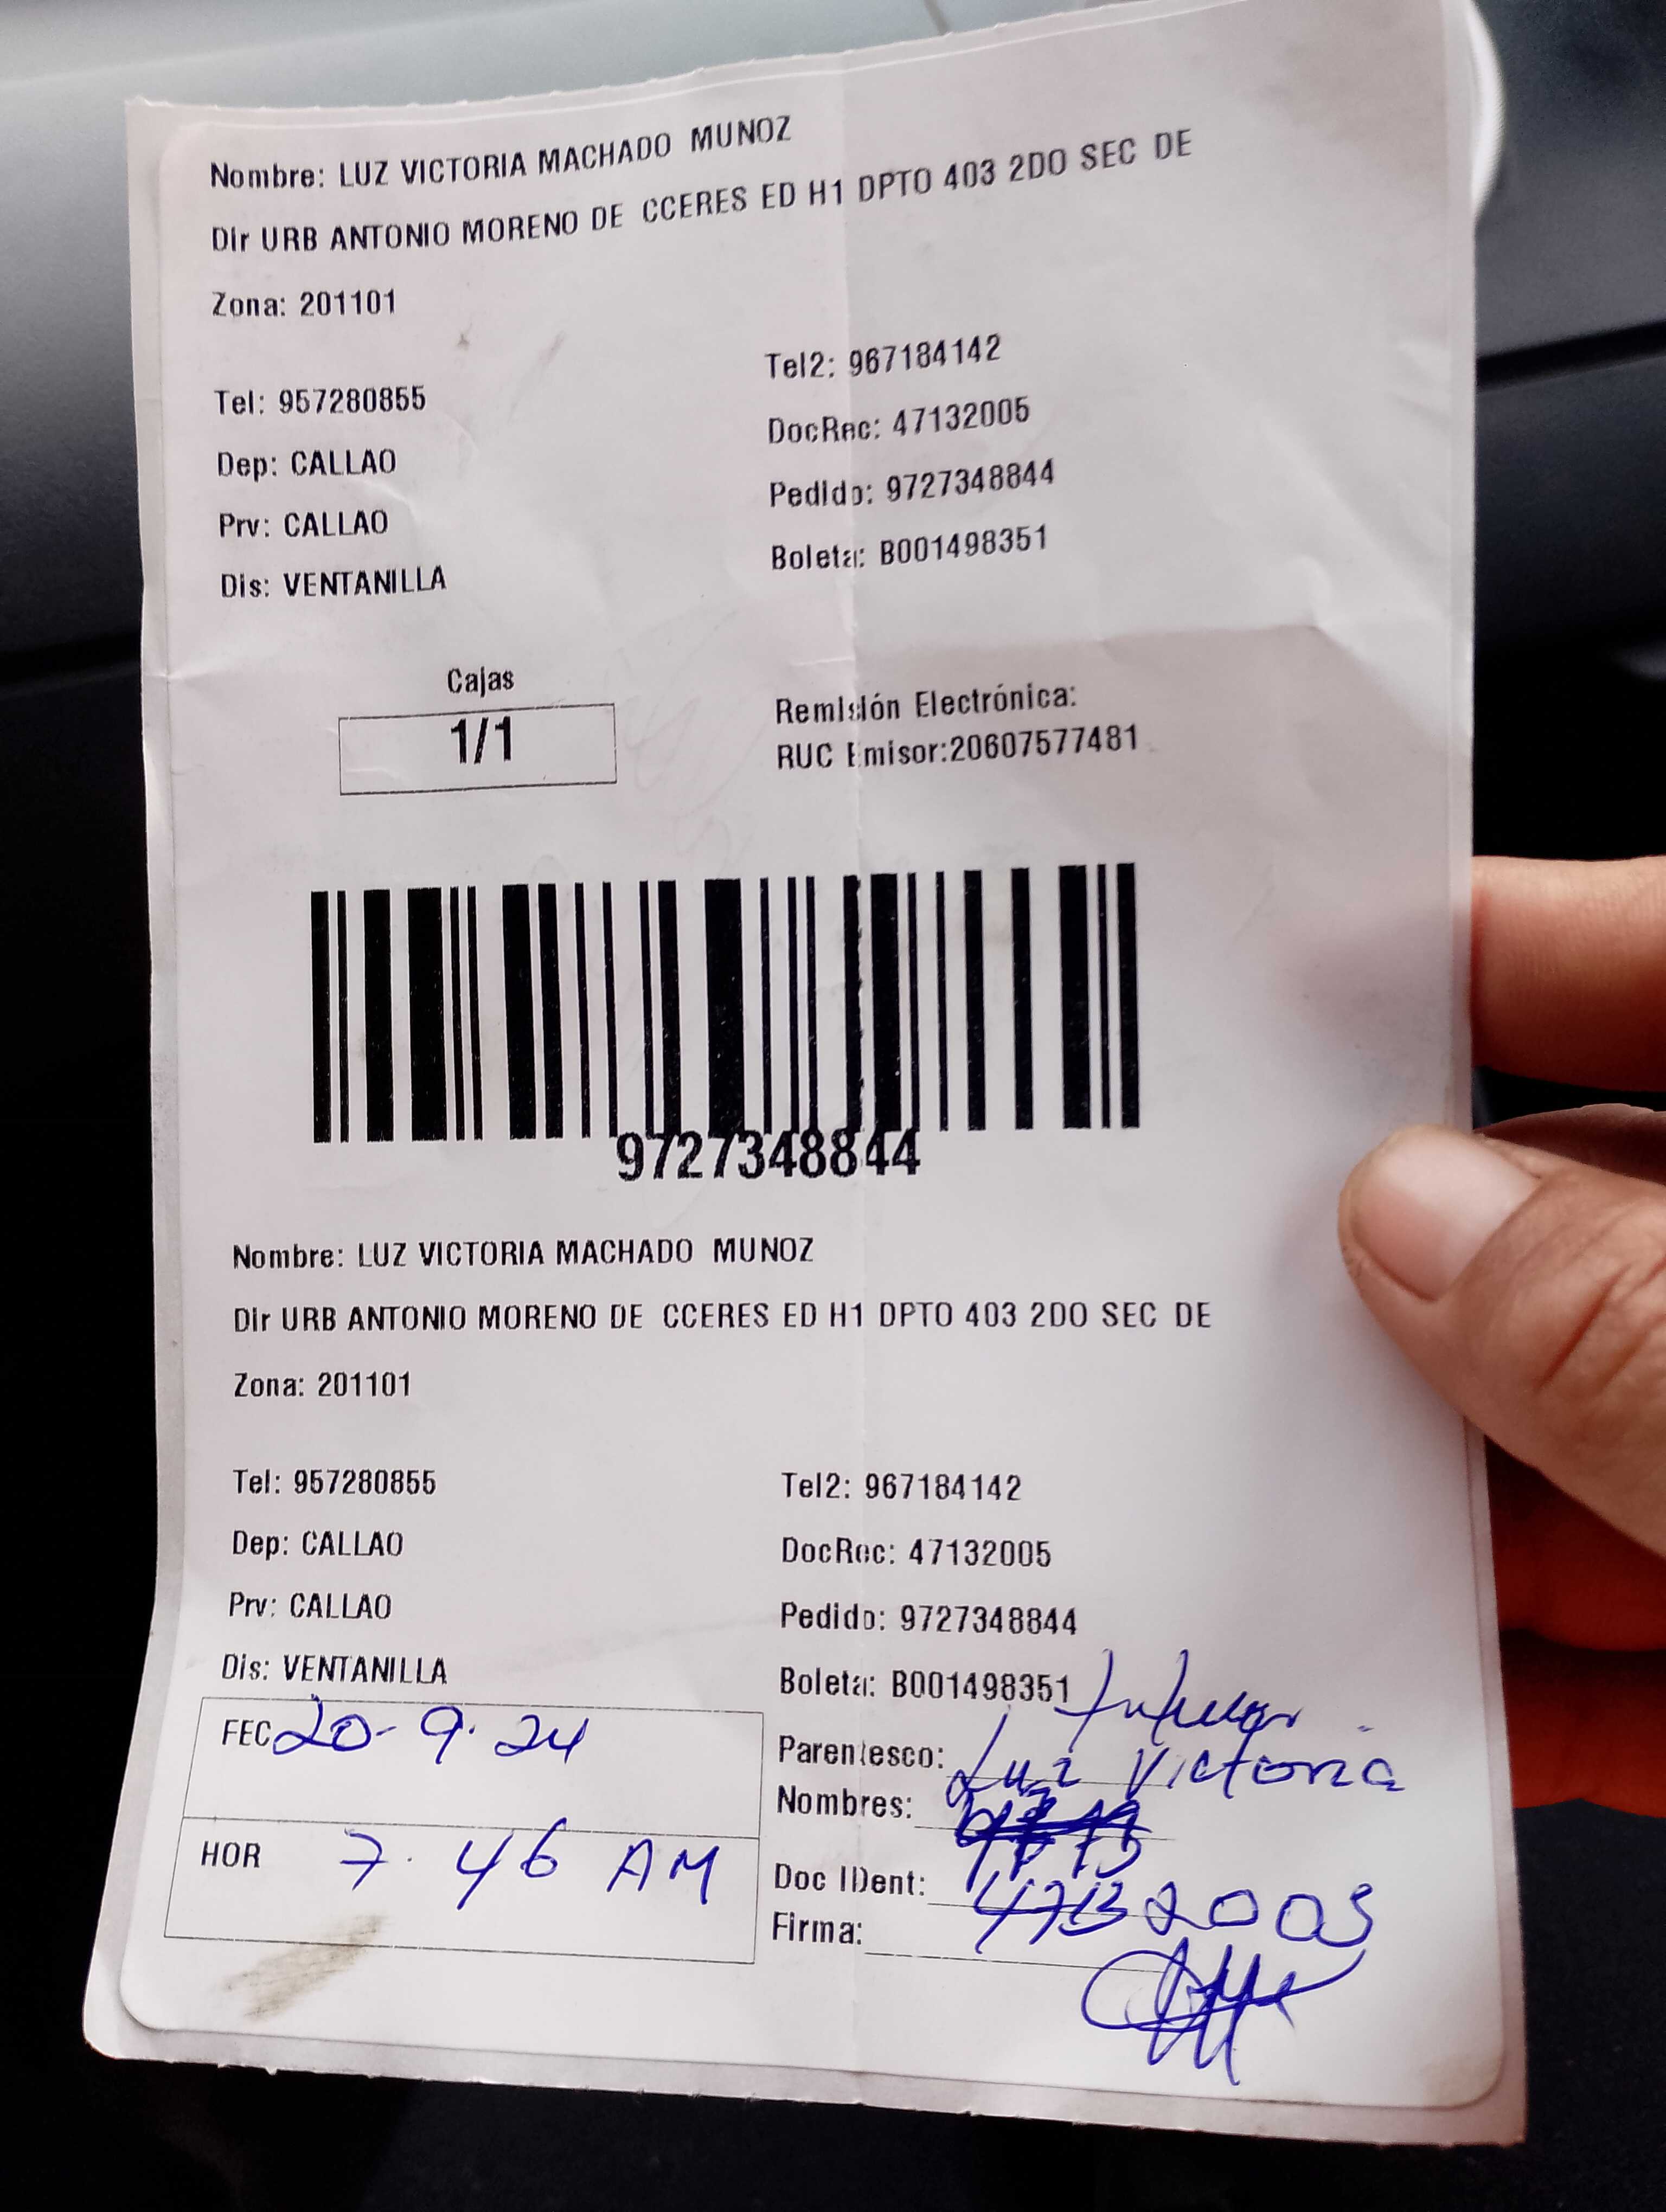 Nombre: LUZ VICTORIA MACHADO MUNOZ
Dir URB ANTONIO MORENO DE CCERES ED H1 DPTO 403 2DO SEC DE
Zona: 201101
Tel: 957280855 Tel2: 967184142
Dep: CALLAO DocRec: 47132005
Prv: CALLAO Pedido: 9727348844
Dis: VENTANILLA Boleta: B001498351
Cajas
1/1
Remisión Electrónica:
RUC Emisor:20607577481
9727348844
Nombre: LUZ VICTORIA MACHADO MUNOZ
Dir URB ANTONIO MORENO DE CCERES ED H1 DPTO 403 2DO SEC DE
Zona: 201101
Tel: 957280855 Tel2: 967184142
Dep: CALLAO DocRec: 47132005
Prv: CALLAO Pedido: 9727348844
Dis: VENTANILLA Boleta: B001498351
FEC 20-9.24
HOR 7.46 AM
Parentesco:
Luz Victoria
Nombres:
Doc IDent: 47132005
Firma: